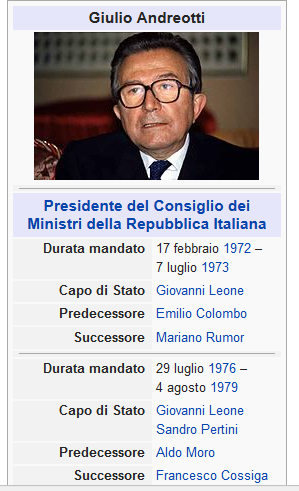 Giulio Andreotti
Presidente del Consiglio dei
Ministri della Repubblica Italiana
Durata mandato 17 febbraio 1972 –
7 luglio 1973
Capo di Stato Giovanni Leone
Predecessore Emilio Colombo
Successore Mariano Rumor
Durata mandato 29 luglio 1976 –
4 agosto 1979
Capo di Stato Giovanni Leone
Sandro Pertini
Predecessore Aldo Moro
Successore Francesco Cossiga